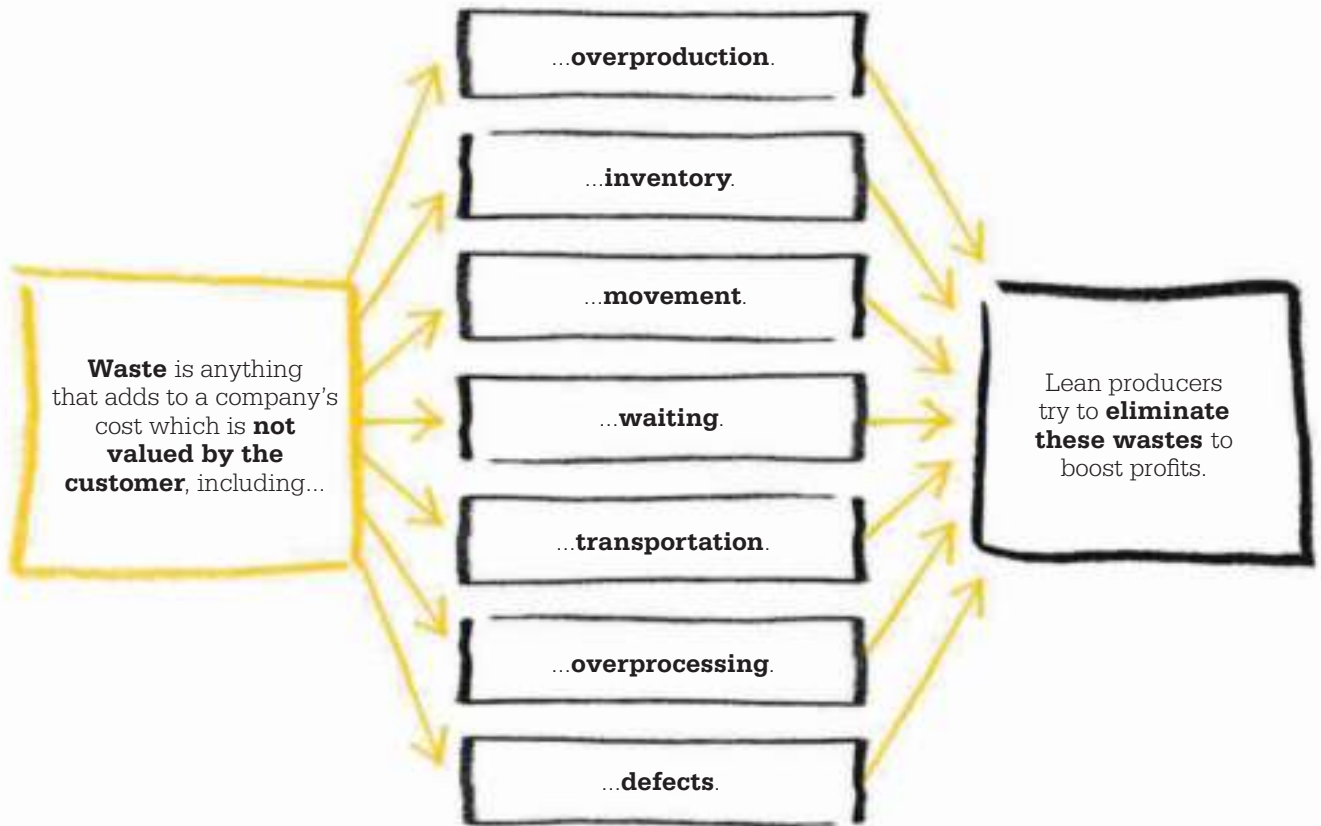 ...overproduction.
...inventory.
...movement.
Waste is anything
that adds to a company's
cost which is not
valued by the
customer, including...
...waiting.
Lean producers
try to eliminate
these wastes to
boost profits.
...transportation.
...overprocessing.
...defects.